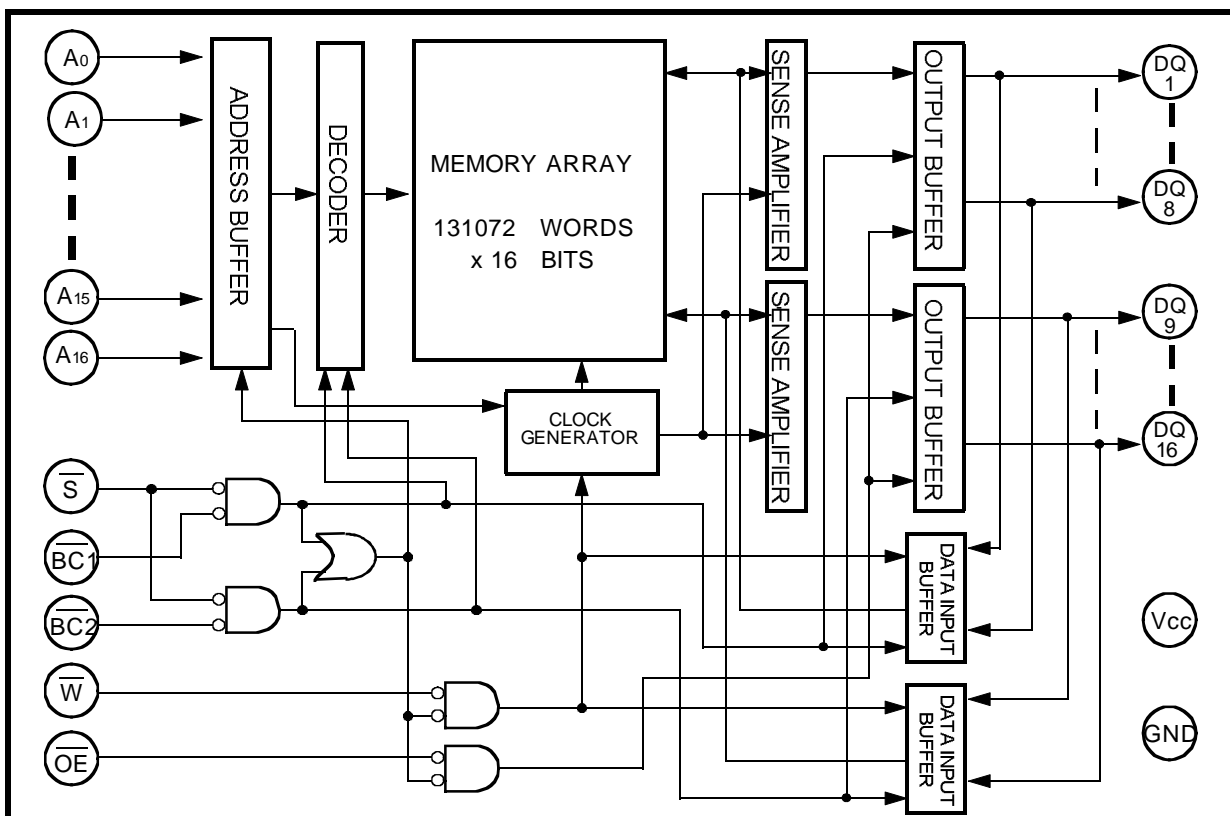 A0
A1
A15
A16
S
BC1
BC2
W
OE
ADDRESS BUFFER
DECODER
MEMORY ARRAY
131072 WORDS
x 16 BITS
CLOCK
GENERATOR
SENSE AMPLIFIER
SENSE AMPLIFIER
OUTPUT BUFFER
OUTPUT BUFFER
DATA INPUT
BUFFER
DATA INPUT
BUFFER
DQ
1
DQ
8
DQ
9
DQ
16
Vcc
GND